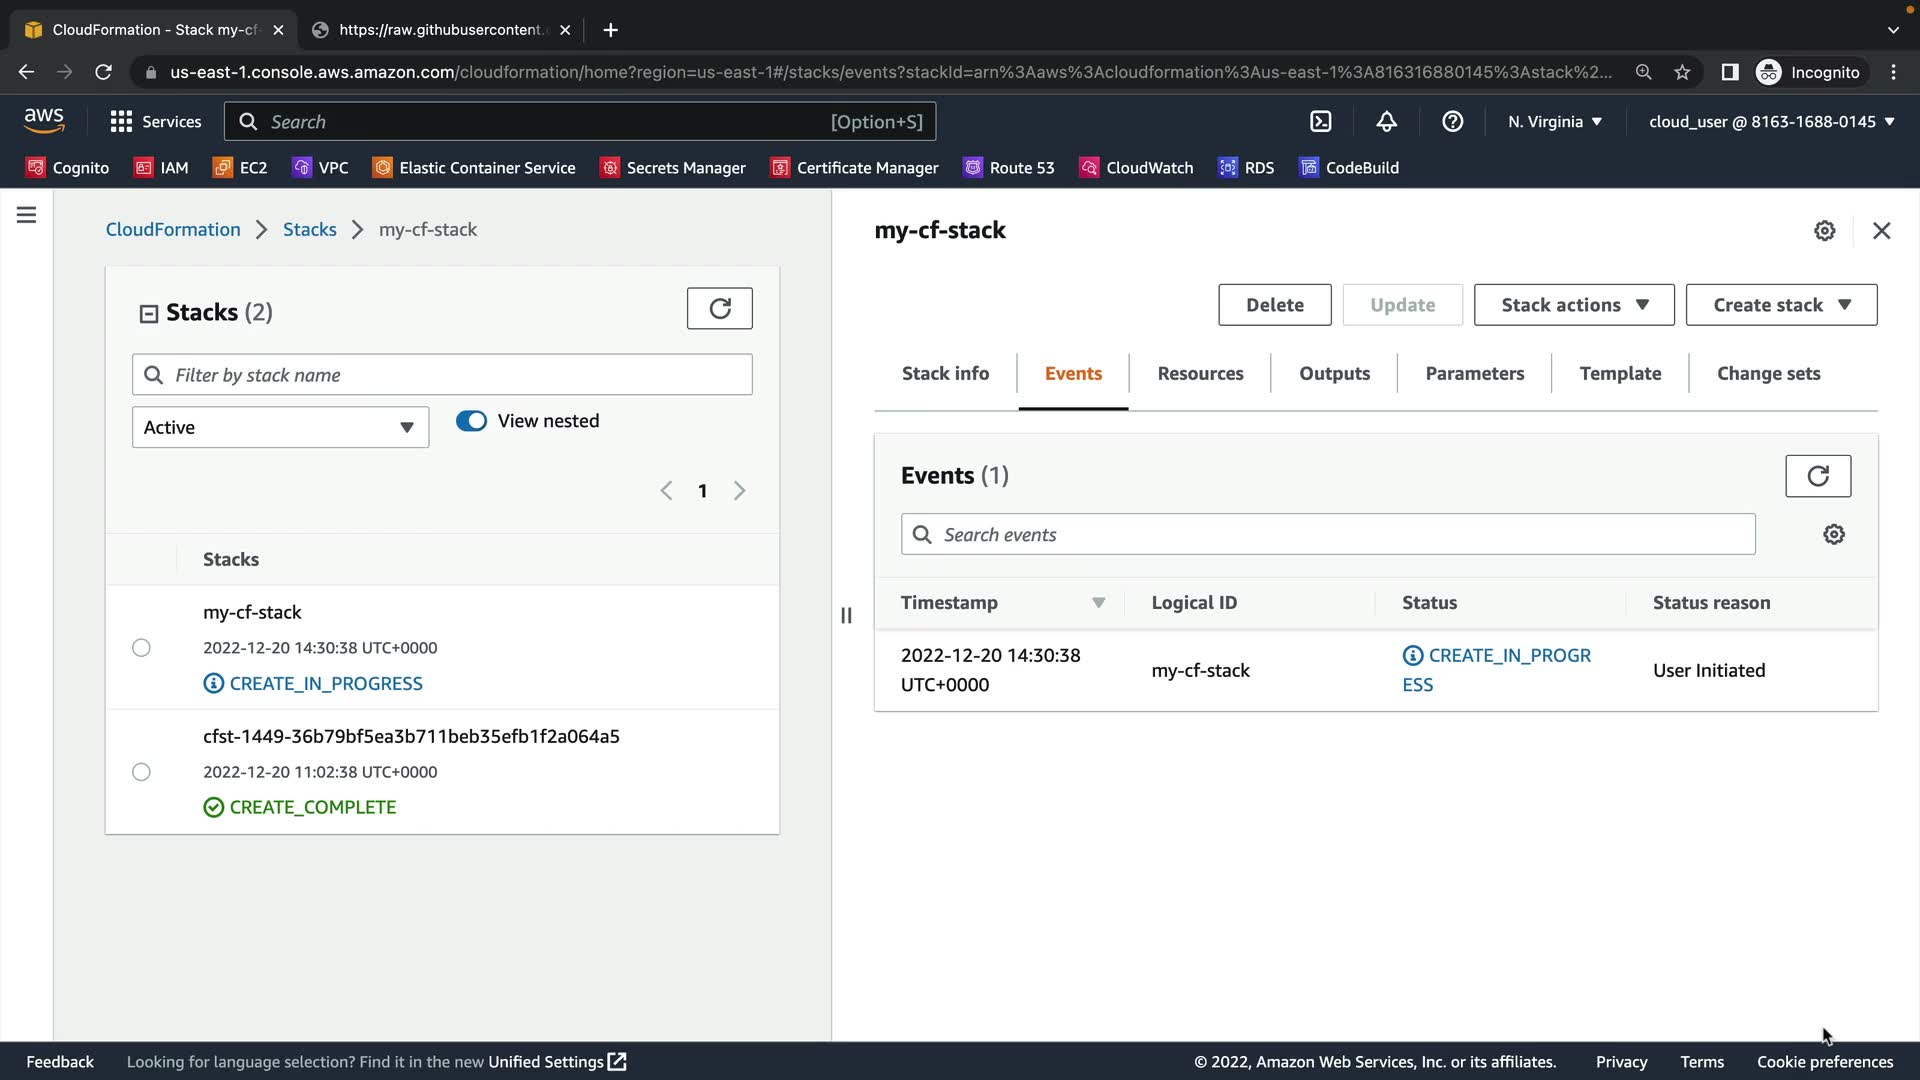 CloudFormation - Stack my-cf-
https://raw.githubusercontent.
us-east-1.console.aws.amazon.com/cloudformation/home?region=us-east-1#/stacks/events?stackId=arn%3Aaws%3Acloudformation%3Aus-east-1%3A816316880145%3Astack%2...
Incognito
aws
Services
Search
[Option+S]
N. Virginia
cloud_user @ 8163-1688-0145
Cognito
IAM
EC2
VPC
Elastic Container Service
Secrets Manager
Certificate Manager
Route 53
CloudWatch
RDS
CodeBuild
CloudFormation
Stacks
my-cf-stack
Stacks (2)
Filter by stack name
Active
View nested
1
Stacks
my-cf-stack
2022-12-20 14:30:38 UTC+0000
CREATE_IN_PROGRESS
cfst-1449-36b79bf5ea3b711beb35efb1f2a064a5
2022-12-20 11:02:38 UTC+0000
CREATE_COMPLETE
my-cf-stack
Delete
Update
Stack actions
Create stack
Stack info
Events
Resources
Outputs
Parameters
Template
Change sets
Events (1)
Search events
Timestamp
Logical ID
Status
Status reason
2022-12-20 14:30:38
UTC+0000
my-cf-stack
CREATE_IN_PROGR
ESS
User Initiated
Feedback
Looking for language selection? Find it in the new Unified Settings
© 2022, Amazon Web Services, Inc. or its affiliates.
Privacy
Terms
Cookie preferences